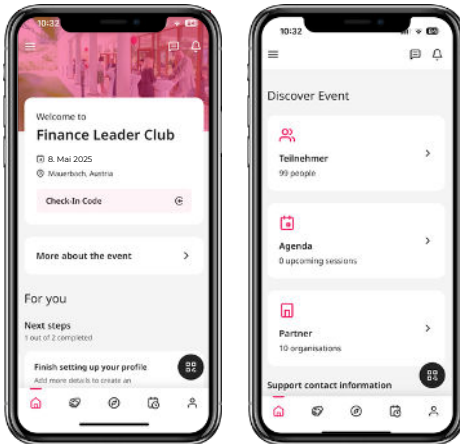 10:32
Welcome to
Finance Leader Club
8. Mai 2025
Mauerbach, Austria
Check-In Code
More about the event
For you
Next steps
1 out of 2 completed
Finish setting up your profile
Add more details to create an
10:32
Discover Event
Teilnehmer
99 people
Agenda
0 upcoming sessions
Partner
10 organisations
Support contact information